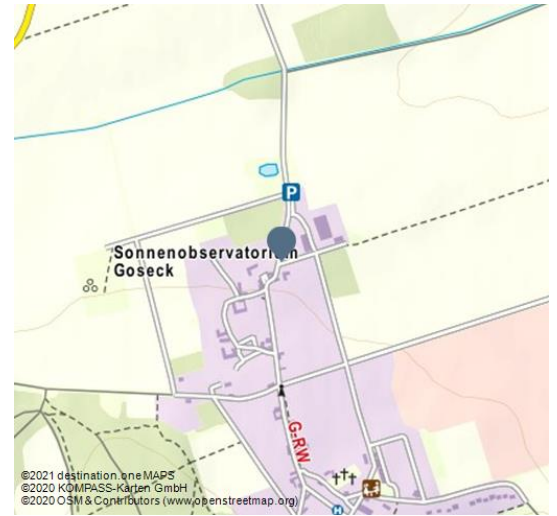 P
Sonnenobservatorium
Goseck
G-RW
H
©2021 destination.one MAPS
©2020 KOMPASS-Karten GmbH
©2020 OSM & Contributors (www.openstreetmap.org)